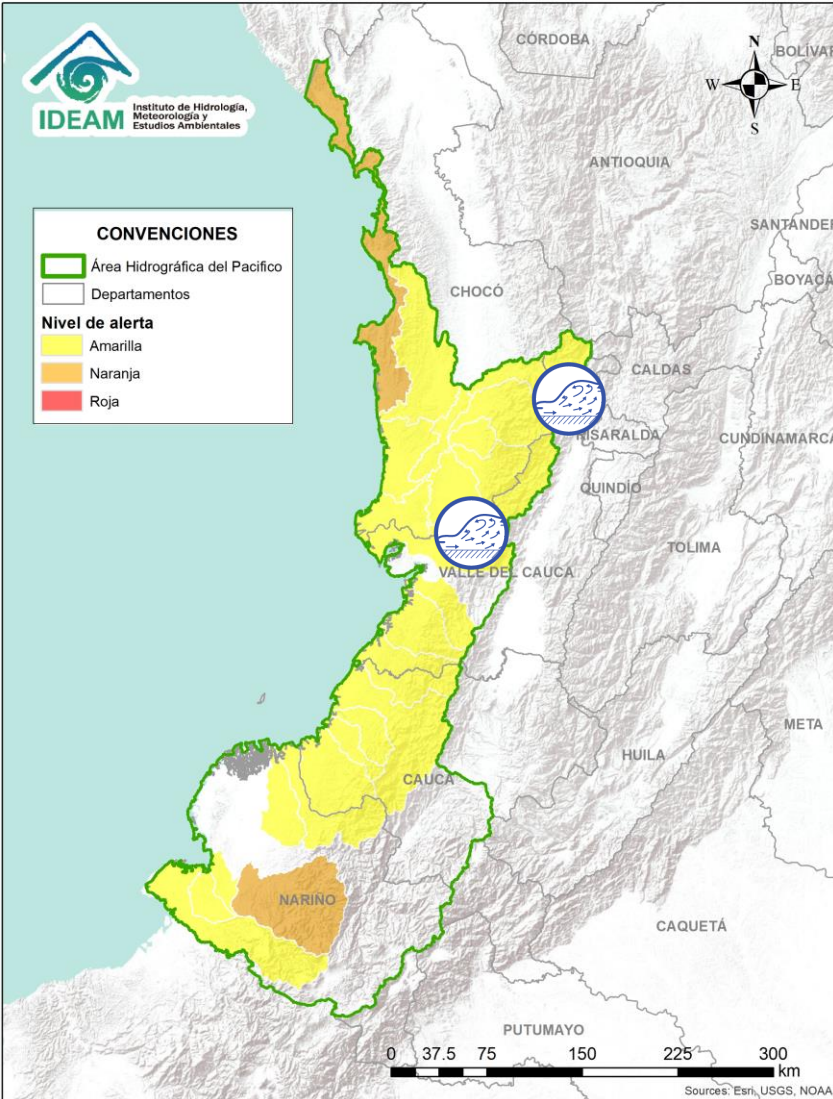 IDEAM
Instituto de Hidrología,
Meteorología y
Estudios Ambientales
N
W E
S
CÓRDOBA
BOLÍVAR
ANTIOQUIA
SANTANDER
BOYACÁ
CHOCÓ
CONVENCIONES
Área Hidrográfica del Pacifico
Departamentos
Nivel de alerta
Amarilla
Naranja
Roja
CALDAS
RISARALDA
CUNDINAMARCA
QUINDÍO
TOLIMA
VALLE DEL CAUCA
META
HUILA
CAUCA
NARIÑO
CAQUETÁ
PUTUMAYO
0 37.5 75 150 225 300
km
Sources: Esri, USGS, NOAA